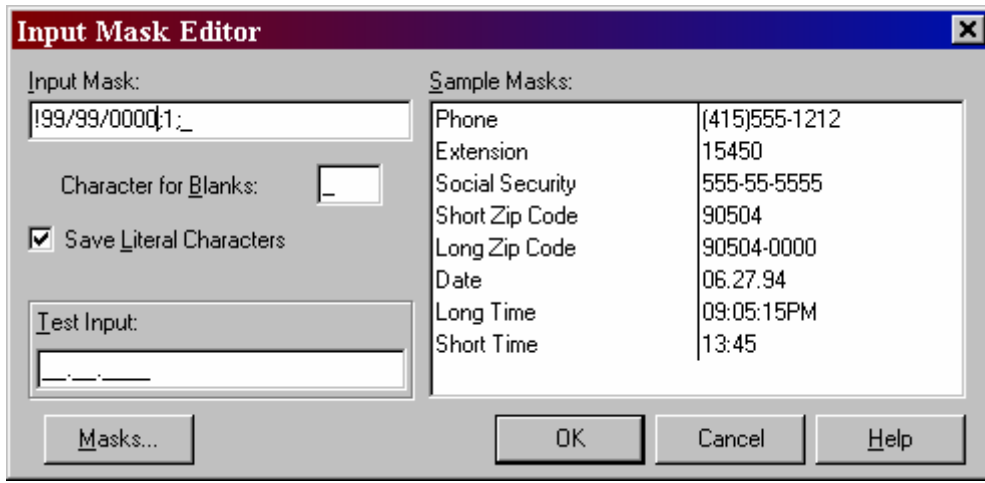 Input Mask Editor
Input Mask:
!99/99/0000;1;_
Character for Blanks: _
Save Literal Characters
Test Input:
__.__.____
Masks...
Sample Masks:
Phone (415)555-1212
Extension 15450
Social Security 555-55-5555
Short Zip Code 90504
Long Zip Code 90504-0000
Date 06.27.94
Long Time 09:05:15PM
Short Time 13:45
OK Cancel Help